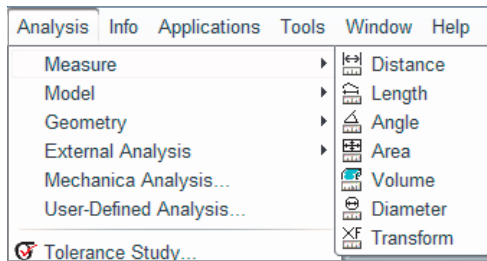 Analysis Info Applications Tools Window Help
Measure
Model
Geometry
External Analysis
Mechanica Analysis...
User-Defined Analysis...
Tolerance Study...
Distance
Length
Angle
Area
Volume
Diameter
Transform